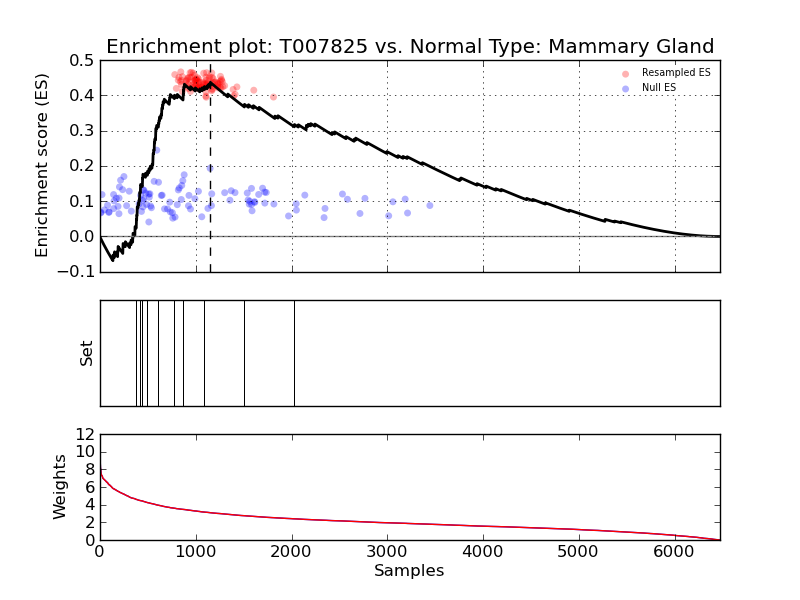 Enrichment plot: T007825 vs. Normal Type: Mammary Gland
Enrichment score (ES)
0.5
0.4
0.3
0.2
0.1
0.0
−0.1
Resampled ES
Null ES
Set
Weights
12
10
8
6
4
2
0
0 1000 2000 3000 4000 5000 6000
Samples